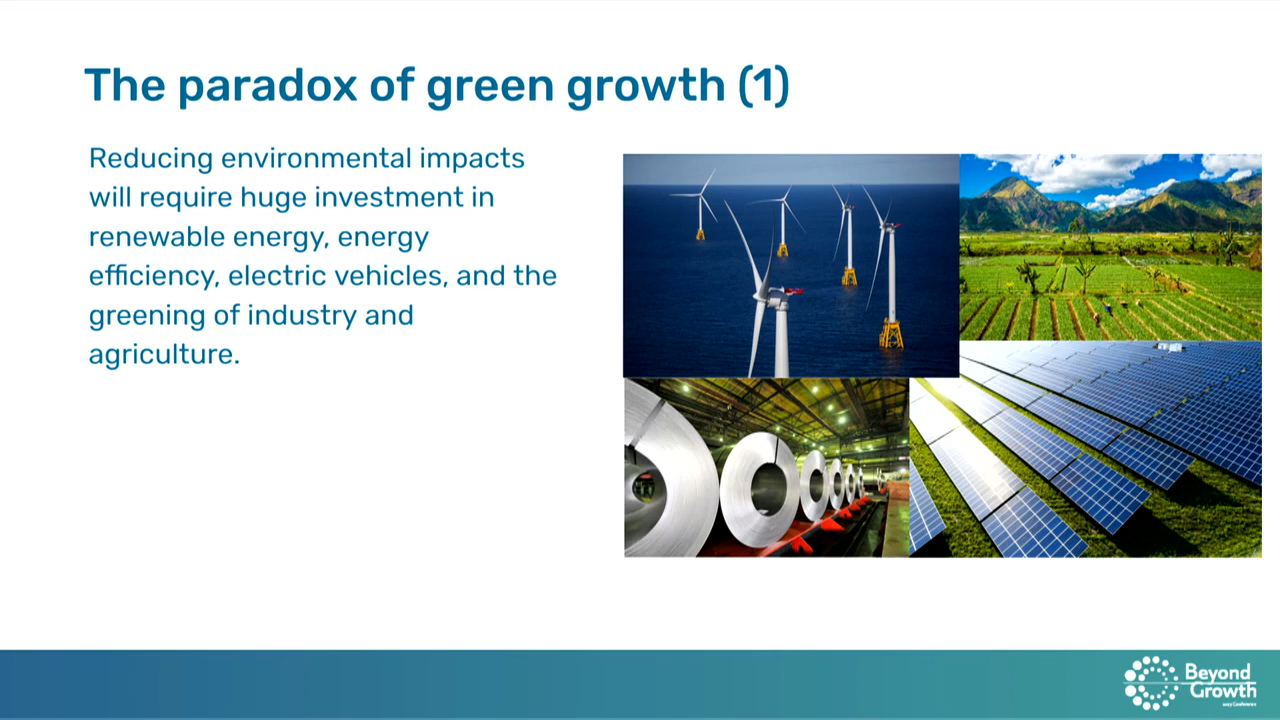 The paradox of green growth (1)
Reducing environmental impacts
will require huge investment in
renewable energy, energy
efficiency, electric vehicles, and the
greening of industry and
agriculture.
Beyond
Growth
2023 Conference